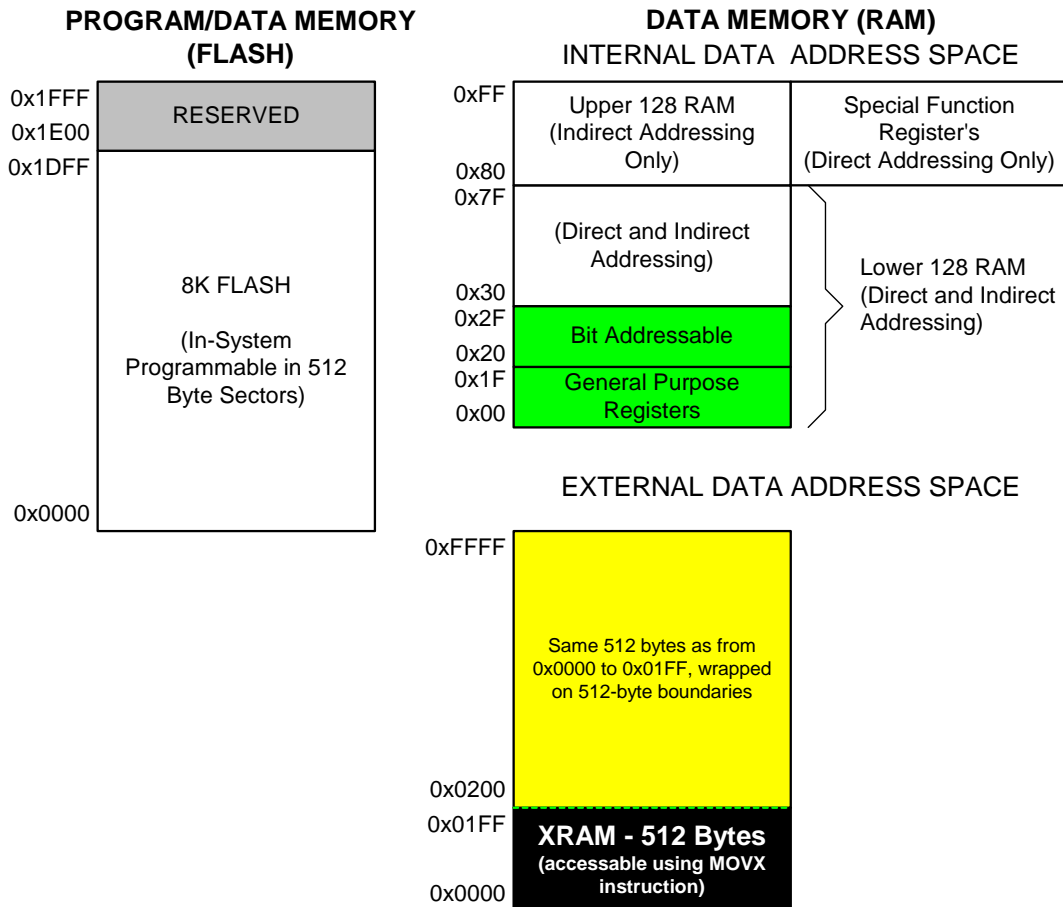 PROGRAM/DATA MEMORY
(FLASH)
0x1FFF
RESERVED
0x1E00
0x1DFF
8K FLASH
(In-System
Programmable in 512
Byte Sectors)
0x0000
DATA MEMORY (RAM)
INTERNAL DATA ADDRESS SPACE
0xFF
Upper 128 RAM
(Indirect Addressing
Only)
Special Function
Register's
(Direct Addressing Only)
0x80
0x7F
(Direct and Indirect
Addressing)
Lower 128 RAM
(Direct and Indirect
Addressing)
0x30
0x2F
Bit Addressable
0x20
0x1F
General Purpose
Registers
0x00
EXTERNAL DATA ADDRESS SPACE
0xFFFF
Same 512 bytes as from
0x0000 to 0x01FF, wrapped
on 512-byte boundaries
0x0200
0x01FF
XRAM - 512 Bytes
(accessable using MOVX
instruction)
0x0000